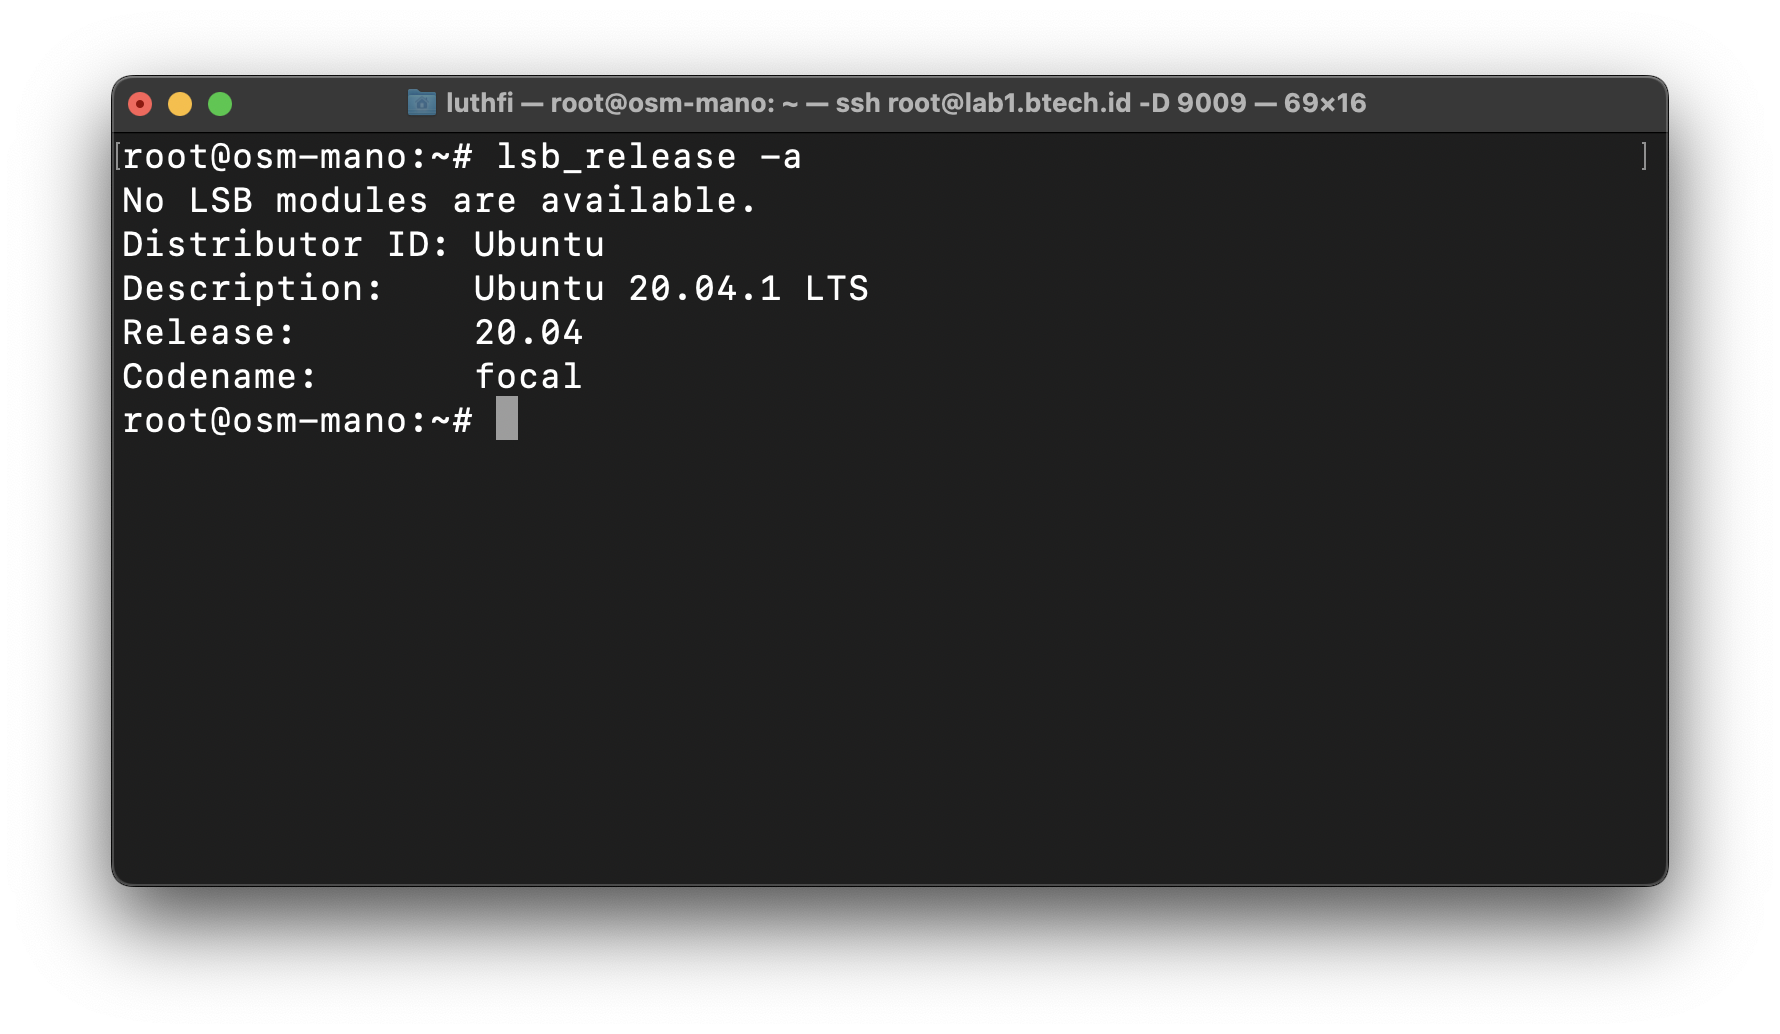 luthfi — root@osm-mano: ~ — ssh root@lab1.btech.id -D 9009 — 69×16
[root@osm-mano:~# lsb_release -a ]
No LSB modules are available.
Distributor ID: Ubuntu
Description:    Ubuntu 20.04.1 LTS
Release:        20.04
Codename:       focal
root@osm-mano:~#